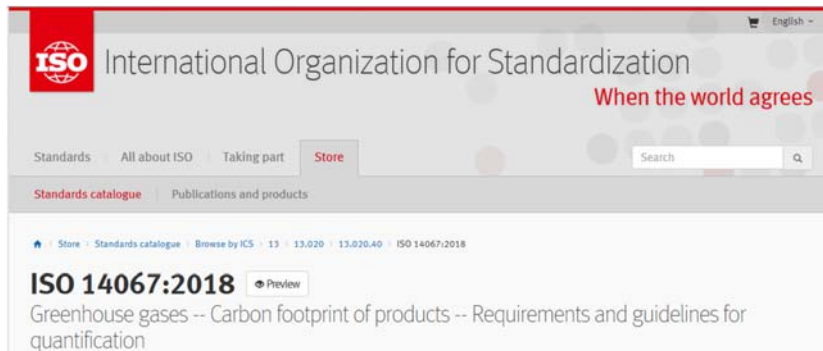 English
ISO
International Organization for Standardization
When the world agrees
Standards
All about ISO
Taking part
Store
Search
Standards catalogue
Publications and products
Store
Standards catalogue
Browse by ICS
13
13.020
13.020.40
ISO 14067:2018
ISO 14067:2018
Preview
Greenhouse gases -- Carbon footprint of products -- Requirements and guidelines for
quantification